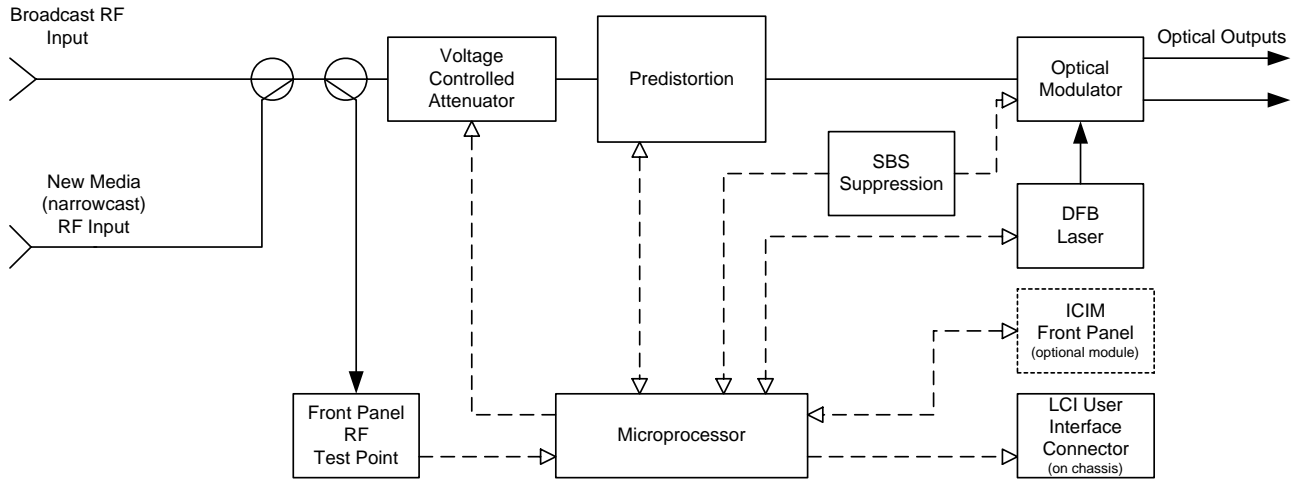 Broadcast RF
Input
Voltage
Controlled
Attenuator
Predistortion
Optical
Modulator
Optical Outputs
New Media
(narrowcast)
RF Input
SBS
Suppression
DFB
Laser
ICIM
Front Panel
(optional module)
Front Panel
RF
Test Point
Microprocessor
LCI User
Interface
Connector
(on chassis)